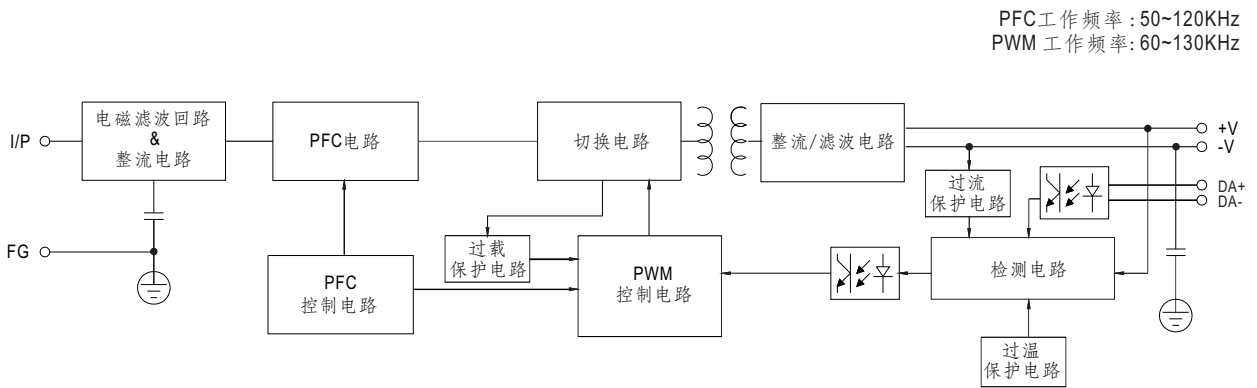 PFC工作频率:50~120KHz
PWM 工作频率:60~130KHz
I/P
电磁滤波回路
&
整流电路
PFC电路
切换电路
整流/滤波电路
+V
-V
过流
保护电路
DA+
DA-
FG
过载
保护电路
PFC
控制电路
PWM
控制电路
检测电路
过温
保护电路